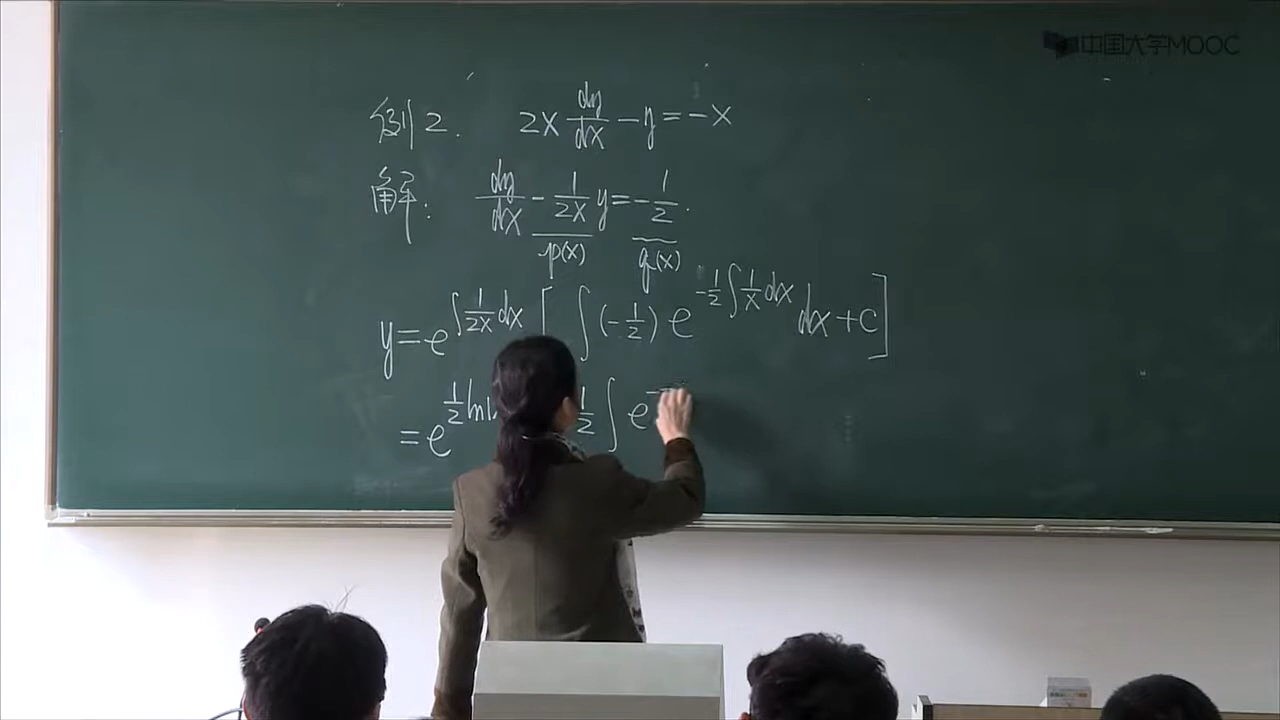 中国大学MOOC
例2. 2x dy/dx - y = -x
解: dy/dx - 1/2x y = -1/2.
p(x) q(x)
y = e^∫1/2x dx [ ∫(-1/2) e^-1/2∫1/x dx dx + c ]
= e^1/2 ln 1/2 ∫ e